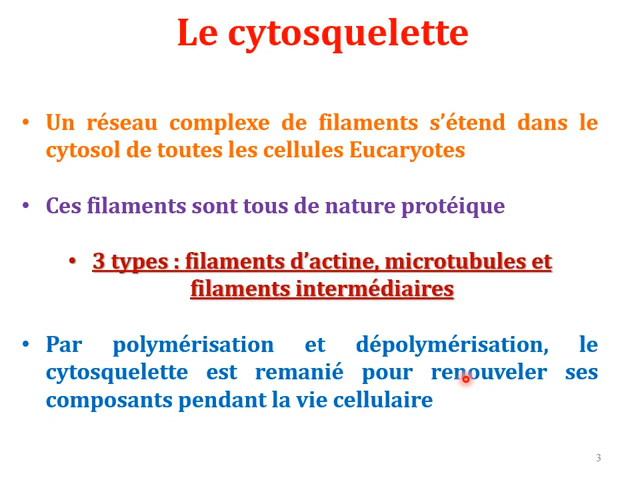 Le cytosquelette
• Un réseau complexe de filaments s’étend dans le
cytosol de toutes les cellules Eucaryotes
• Ces filaments sont tous de nature protéique
• 3 types : filaments d’actine, microtubules et
filaments intermédiaires
• Par polymérisation et dépolymérisation, le
cytosquelette est remanié pour renouveler ses
composants pendant la vie cellulaire
3